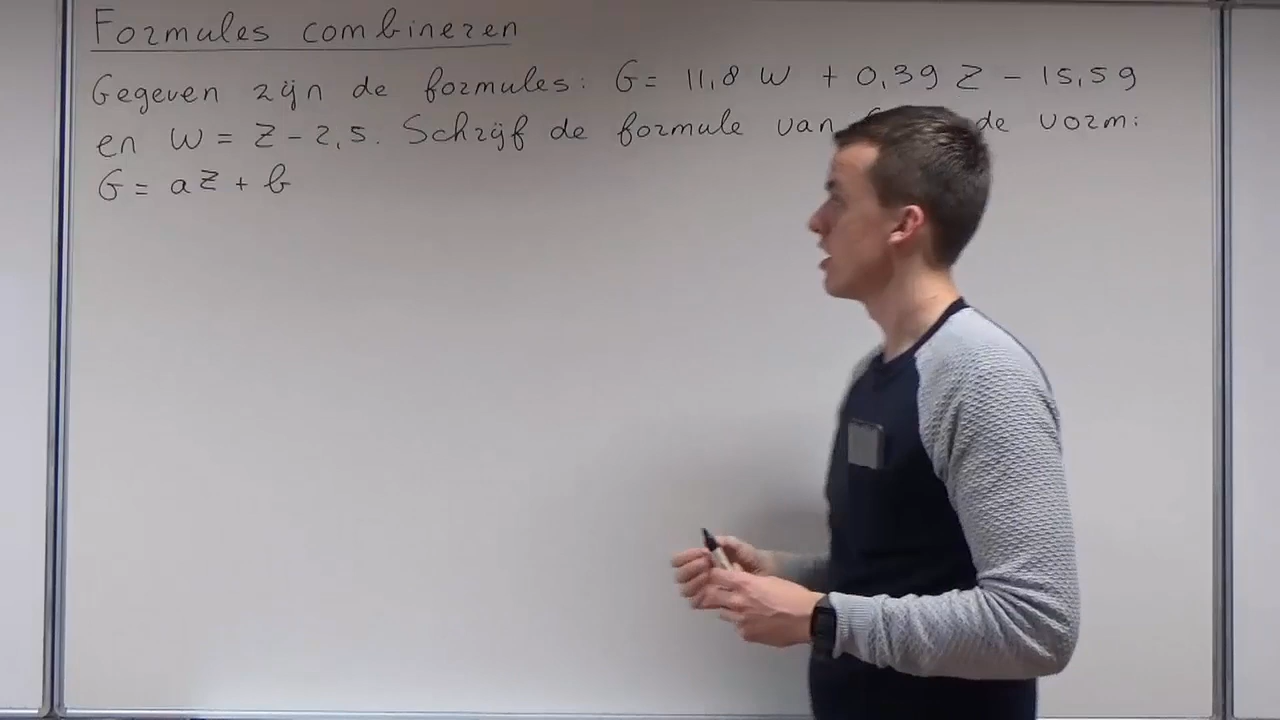 Formules combineren
Gegeven zijn de formules: G = 11,8 W + 0,39 Z - 15,59
en W = Z - 2,5. Schrijf de formule van de vorm:
G = aZ + b